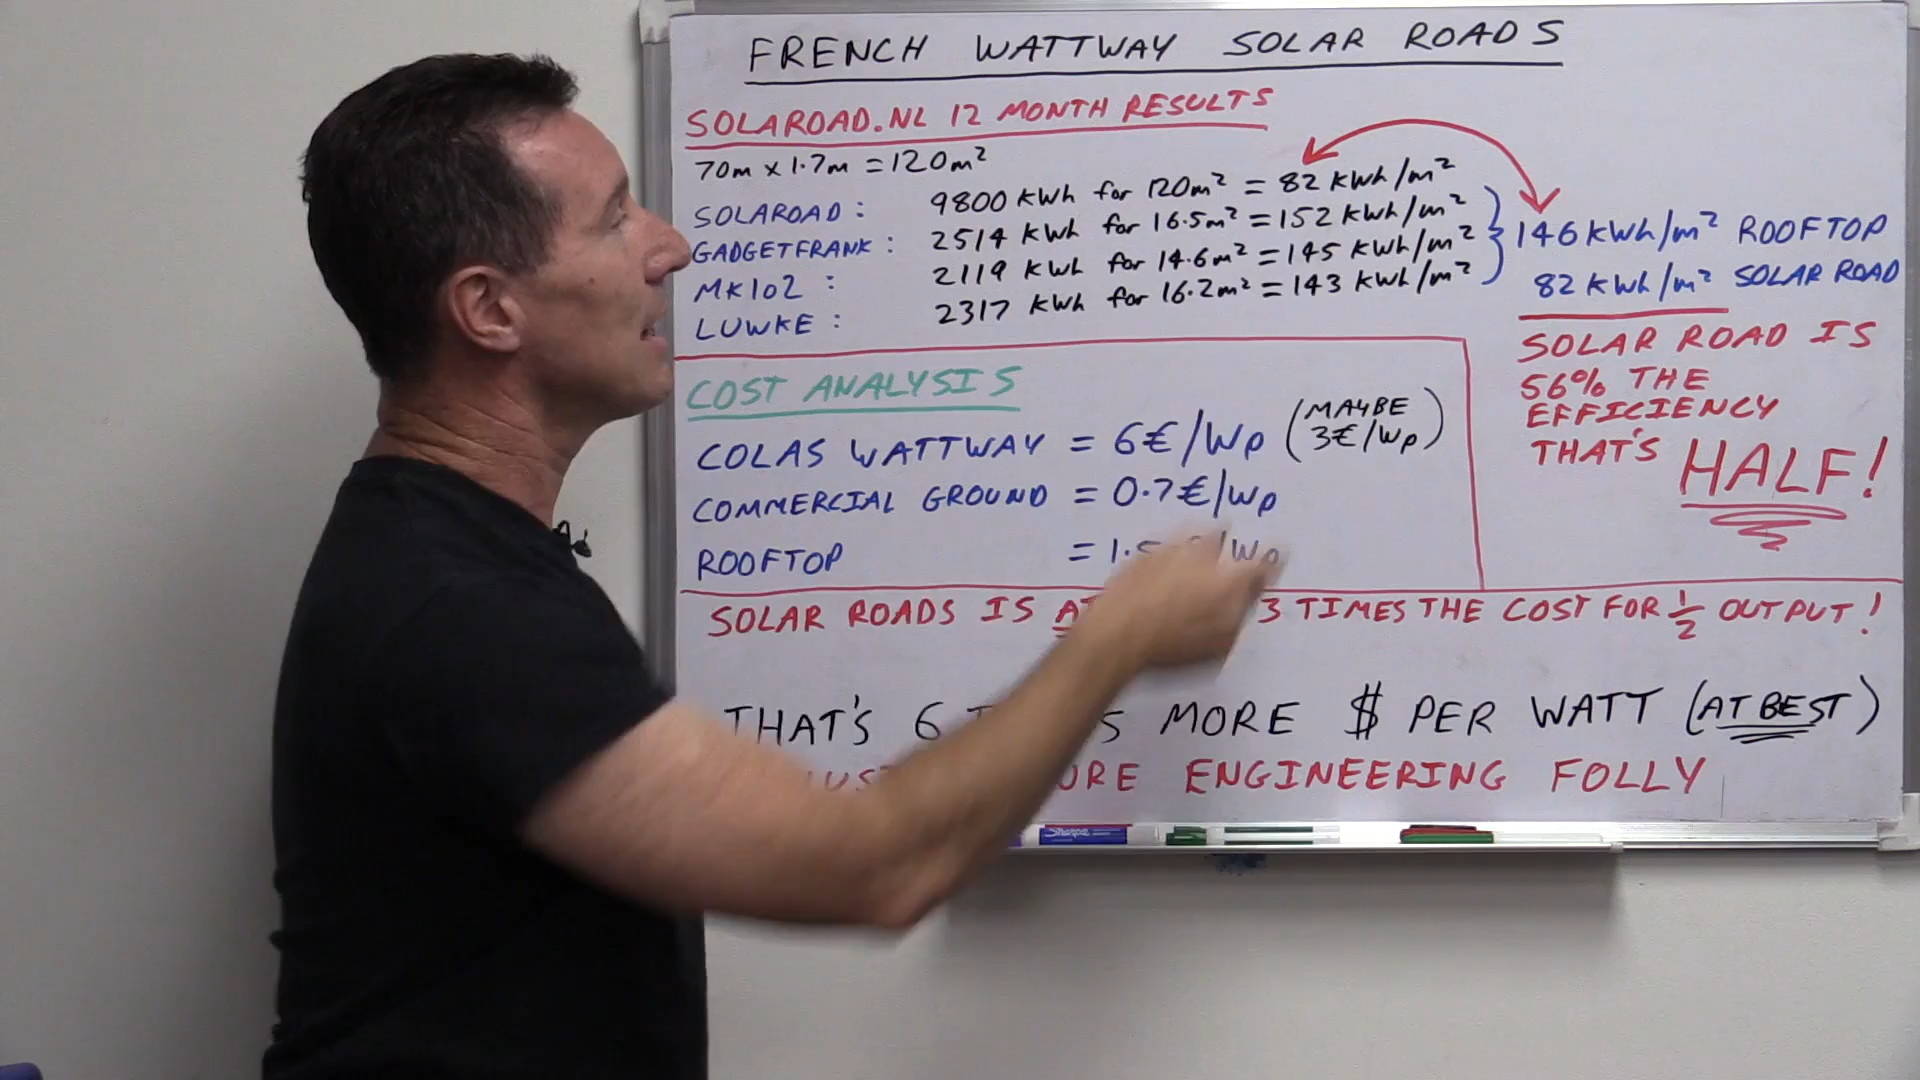 FRENCH WATTWAY SOLAR ROADS
SOLAROAD.NL 12 MONTH RESULTS
70m x 1.7m = 120m²
SOLAROAD: 9800 KWh for 120m² = 82 KWh/m²
GADGETFRANK: 2514 KWh for 16.5m² = 152 KWh/m²
MK102: 2119 KWh for 14.6m² = 145 KWh/m²
LUWKE: 2317 KWh for 16.2m² = 143 KWh/m²
146 KWh/m² ROOFTOP
82 KWh/m² SOLAR ROAD
SOLAR ROAD IS
56% THE
EFFICIENCY
THAT'S HALF!
COST ANALYSIS
COLAS WATTWAY = 6€/Wp (MAYBE
3€/Wp)
COMMERCIAL GROUND = 0.7€/Wp
ROOFTOP = /Wp
SOLAR ROADS IS 3 TIMES THE COST FOR 1/2 OUTPUT!
THAT'S 6 MORE $ PER WATT (AT BEST)
ENGINEERING FOLLY
Sharpie